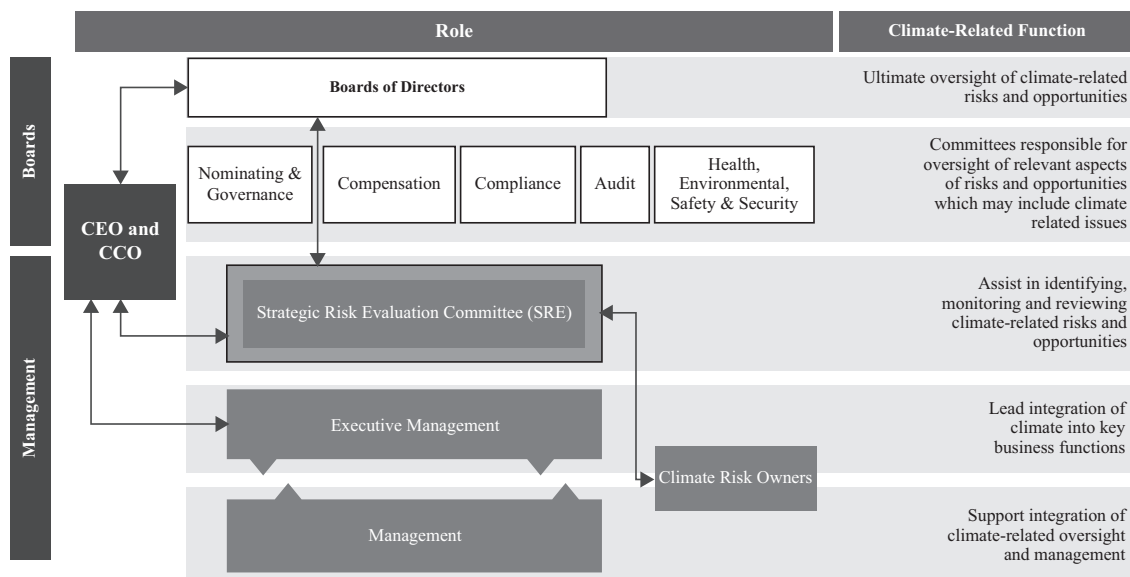 Role
Climate-Related Function
Boards
Boards of Directors
Ultimate oversight of climate-related
risks and opportunities
Nominating &
Governance
Compensation
Compliance
Audit
Health,
Environmental,
Safety & Security
Committees responsible for
oversight of relevant aspects
of risks and opportunities
which may include climate
related issues
CEO and
CCO
Management
Strategic Risk Evaluation Committee (SRE)
Assist in identifying,
monitoring and reviewing
climate-related risks and
opportunities
Executive Management
Lead integration of
climate into key
business functions
Climate Risk Owners
Management
Support integration of
climate-related oversight
and management